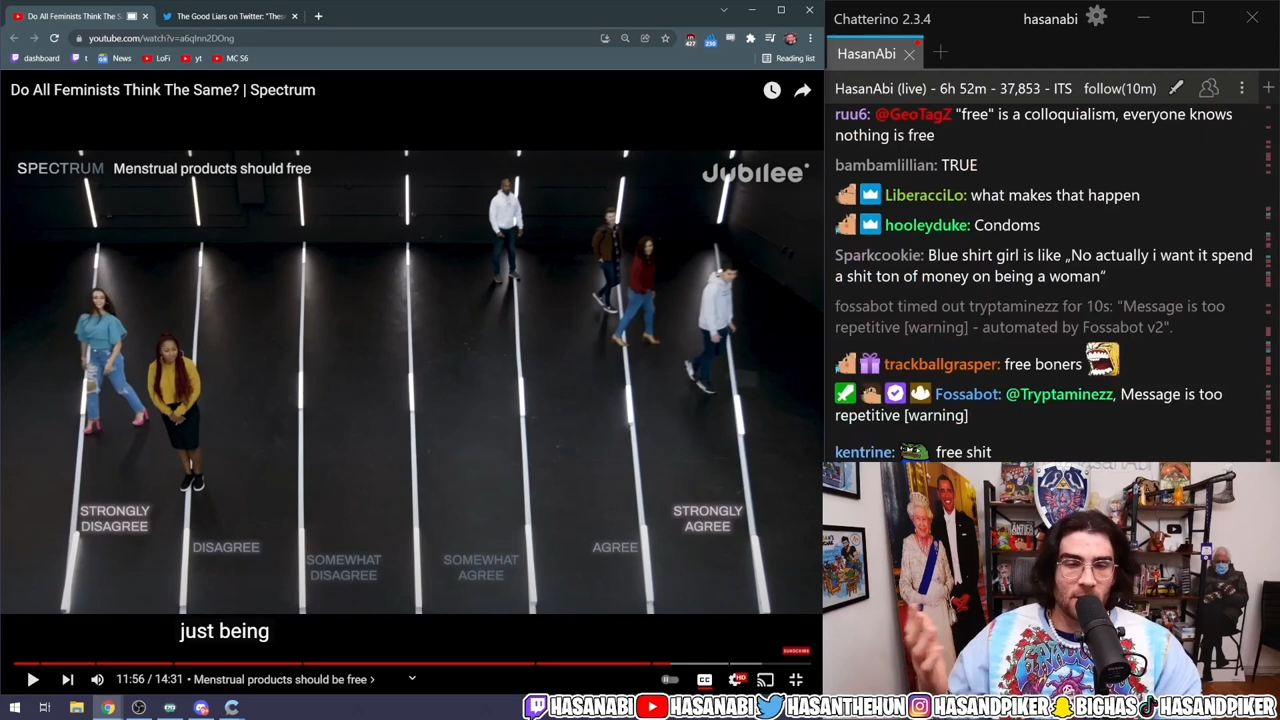 Do All Feminists Think The S
The Good Liars on Twitter: "Thes
youtube.com/watch?v=a6qInn2DOng
427
230
dashboard
t
News
LoFi
yt
MC S6
Reading list
Do All Feminists Think The Same? | Spectrum
SPECTRUM Menstrual products should free
Jubilee
STRONGLY DISAGREE
DISAGREE
SOMEWHAT DISAGREE
SOMEWHAT AGREE
AGREE
STRONGLY AGREE
just being
SUBSCRIBE
11:56 / 14:31 • Menstrual products should be free >
CC
HD
Chatterino 2.3.4
hasanabi
HasanAbi
HasanAbi (live) - 6h 52m - 37,853 - ITS
follow(10m)
ruu6: @GeoTagZ "free" is a colloquialism, everyone knows
nothing is free
bambamlillian: TRUE
LiberacciLo: what makes that happen
hooleyduke: Condoms
Sparkcookie: Blue shirt girl is like „No actually i want it spend
a shit ton of money on being a woman“
fossabot timed out tryptaminezz for 10s: "Message is too
repetitive [warning] - automated by Fossabot v2".
trackballgrasper: free boners
Fossabot: @Tryptaminezz, Message is too
repetitive [warning]
kentrine: free shit
HASANABI HASANABI HASANTHEHUN HASANDPIKER BIGHAS HASANDPIKER